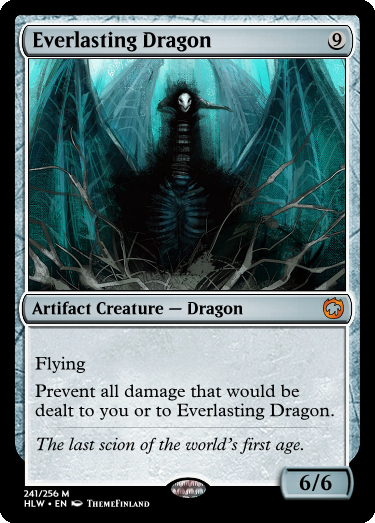 Everlasting Dragon 9
Artifact Creature — Dragon
Flying
Prevent all damage that would be
dealt to you or to Everlasting Dragon.
The last scion of the world's first age.
6/6
241/256 M
HLW • EN ThemeFinland